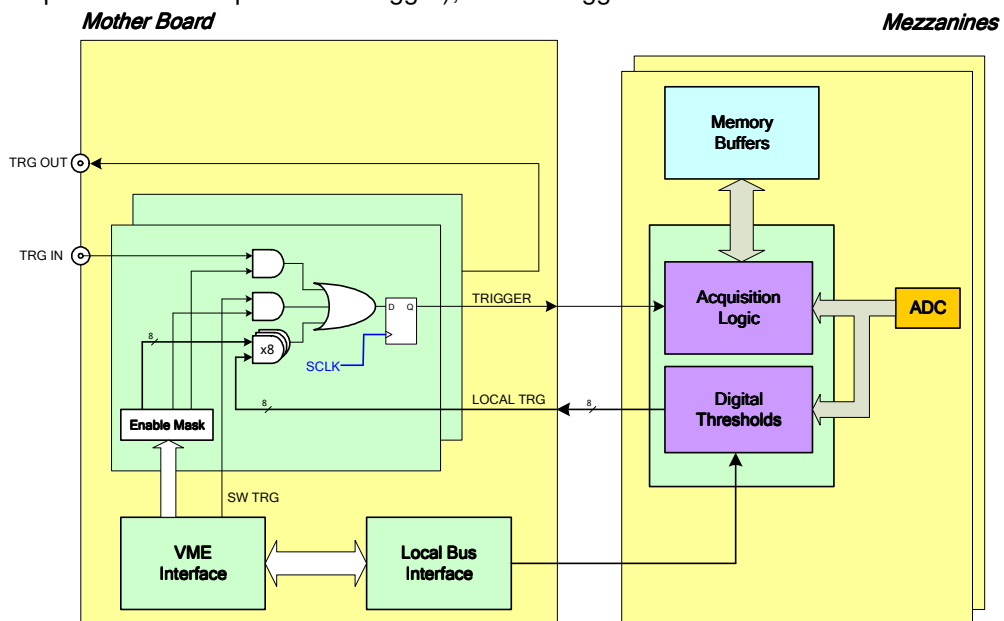 Mother Board
Mezzanines
Memory
Buffers
TRG OUT
TRG IN
D Q
TRIGGER
Acquisition
Logic
ADC
x8
8
SCLK
8
LOCAL TRG
8
Digital
Thresholds
Enable Mask
SW TRG
VME
Interface
Local Bus
Interface